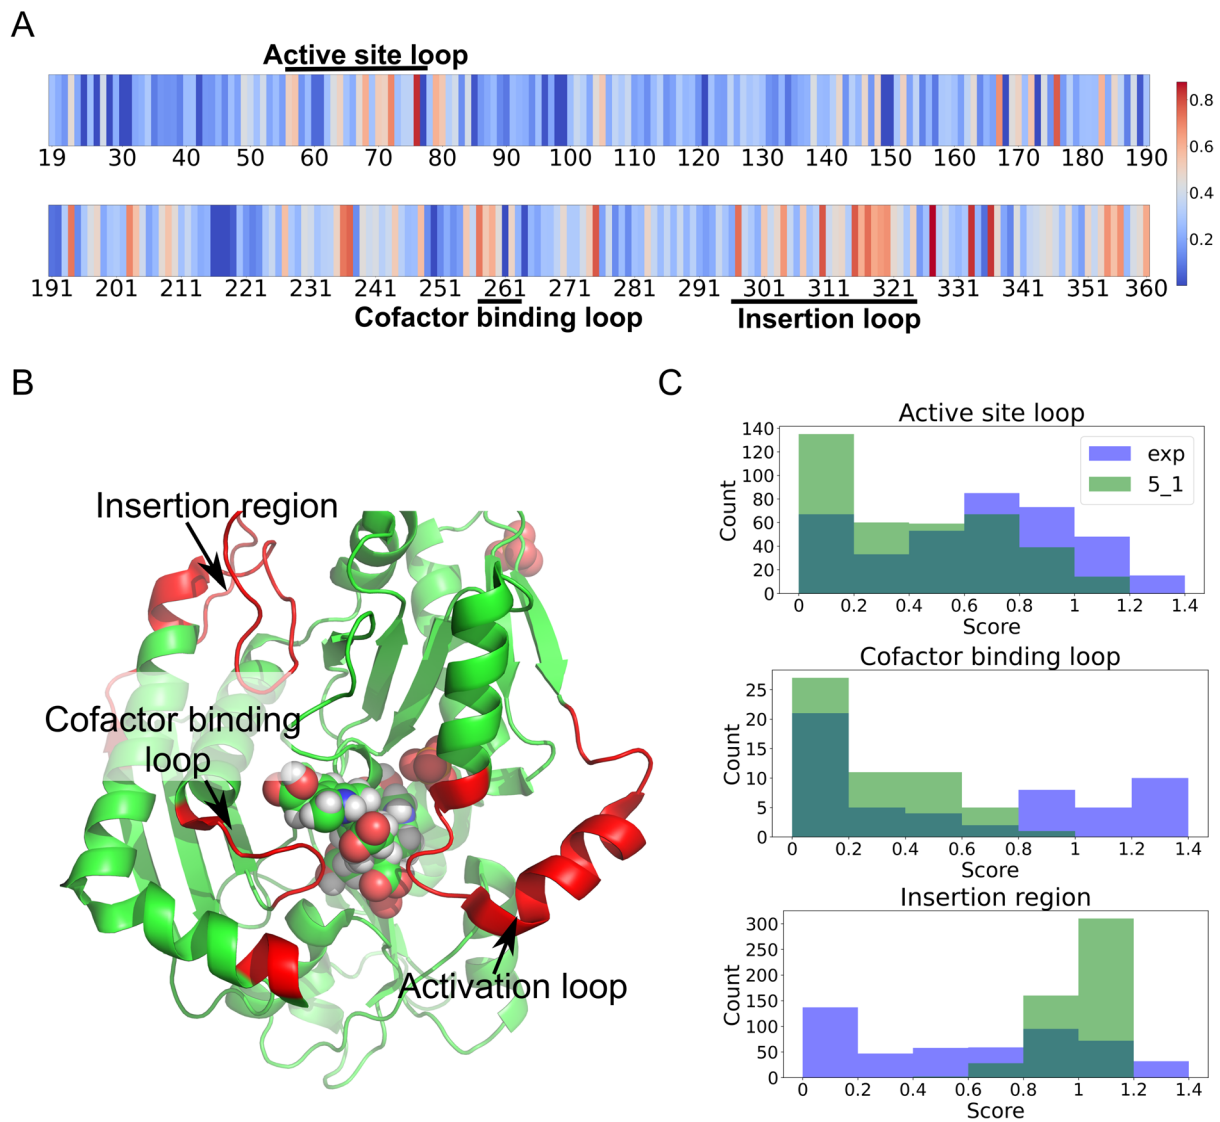 A
Active site loop
19 30 40 50 60 70 80 90 100 110 121 130 140 150 160 170 180 190
0.8
0.6
0.4
0.2
191 201 211 221 231 241 251 261 271 281 291 301 311 321 331 341 351 360
Cofactor binding loop Insertion loop
B
Insertion region
Cofactor binding
loop
Activation loop
C
Active site loop
140
120
100
80
60
40
20
0
Count
exp
5_1
0 0.2 0.4 0.6 0.8 1 1.2 1.4
Score
Cofactor binding loop
25
20
15
10
5
0
Count
0 0.2 0.4 0.6 0.8 1 1.2 1.4
Score
Insertion region
300
250
200
150
100
50
0
Count
0 0.2 0.4 0.6 0.8 1 1.2 1.4
Score